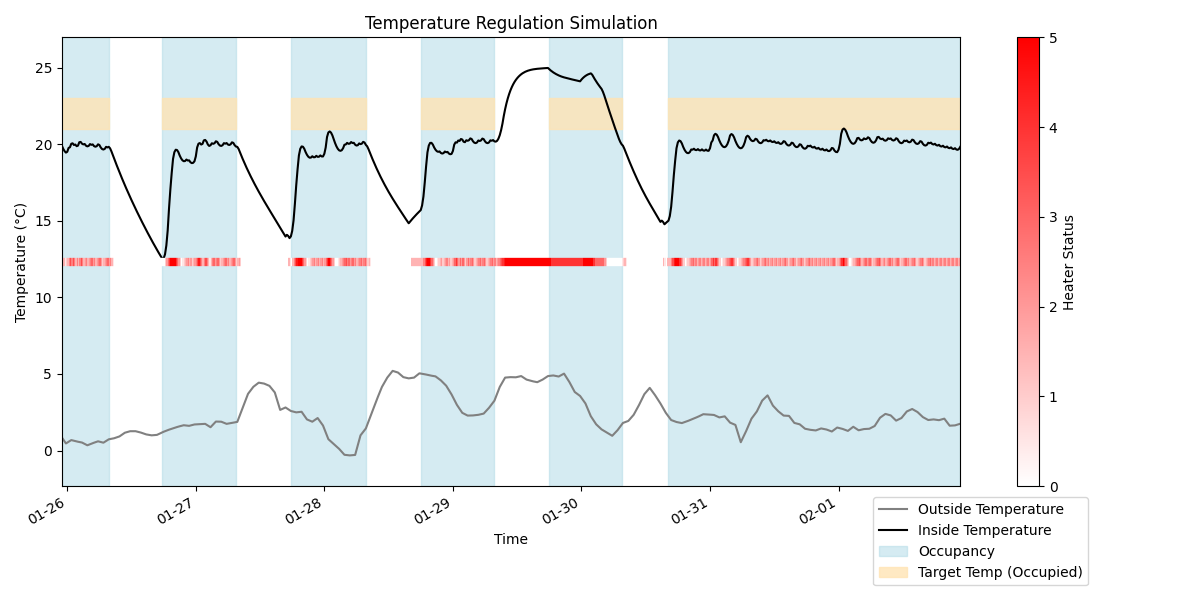 Temperature Regulation Simulation
25
20
15
10
5
0
Temperature (°C)
01-26
01-27
01-28
01-29
01-30
01-31
02-01
Time
5
4
3
2
1
0
Heater Status
Outside Temperature
Inside Temperature
Occupancy
Target Temp (Occupied)